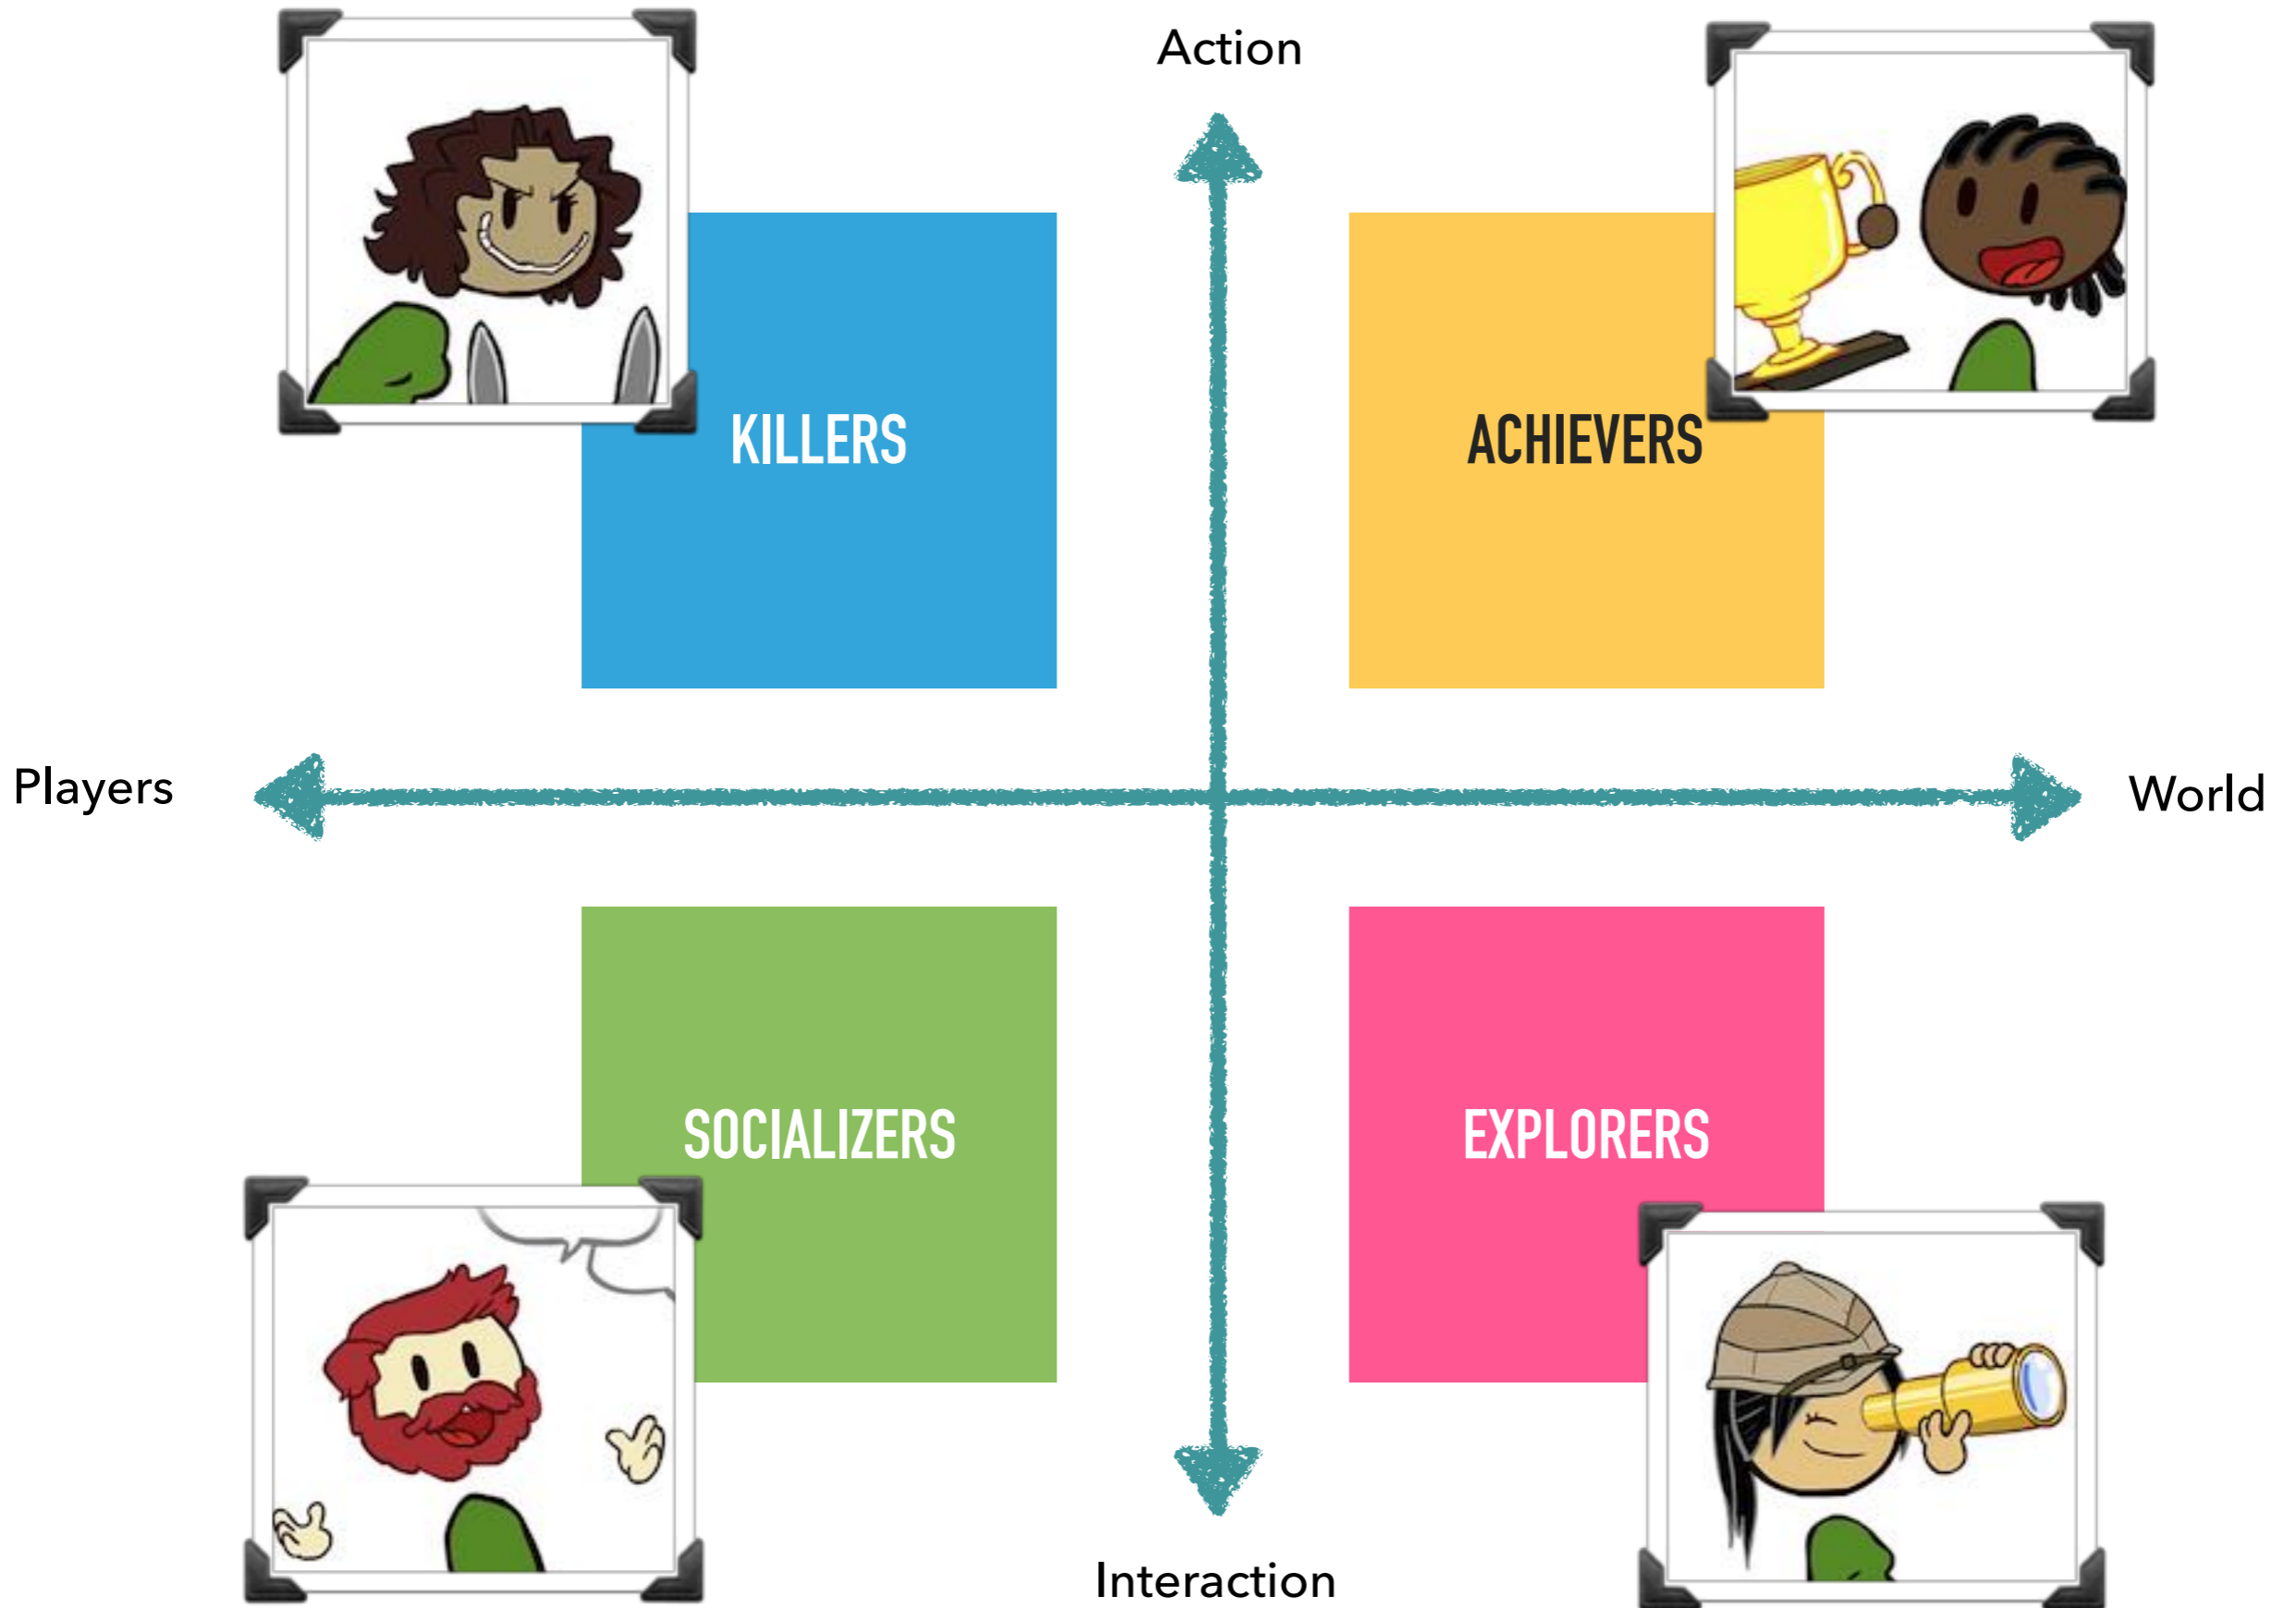 Action
KILLERS
ACHIEVERS
Players
World
SOCIALIZERS
EXPLORERS
Interaction